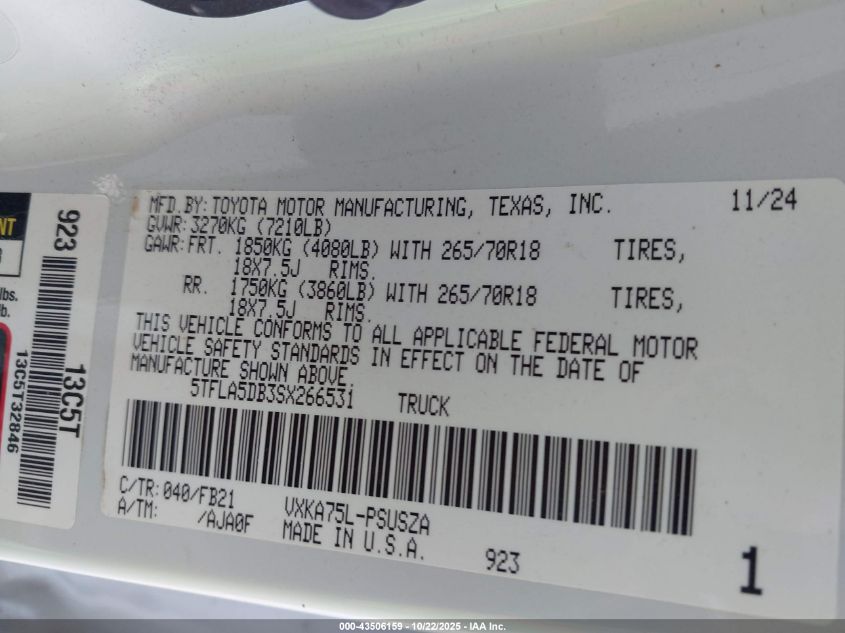 MFD.BY: TOYOTA MOTOR MANUFACTURING, TEXAS, INC. 11/24
GVWR: 3270KG (7210LB)
GAWR: FRT. 1850KG (4080LB) WITH 265/70R18 TIRES,
18X7.5J RIMS.
RR. 1750KG (3860LB) WITH 265/70R18 TIRES,
18X7.5J RIMS.
THIS VEHICLE CONFORMS TO ALL APPLICABLE FEDERAL MOTOR
VEHICLE SAFETY STANDARDS IN EFFECT ON THE DATE OF
MANUFACTURE SHOWN ABOVE.
5TFLA5DB3SX266531 TRUCK
C/TR: 040/FB21 VXKA75L-PSUSZA
A/TM: /AJA0F MADE IN U.S.A. 923 1
923 13C5T
13C5T32846
NT
lbs.
lb.
000-43506159 - 10/22/2025 - IAA Inc.